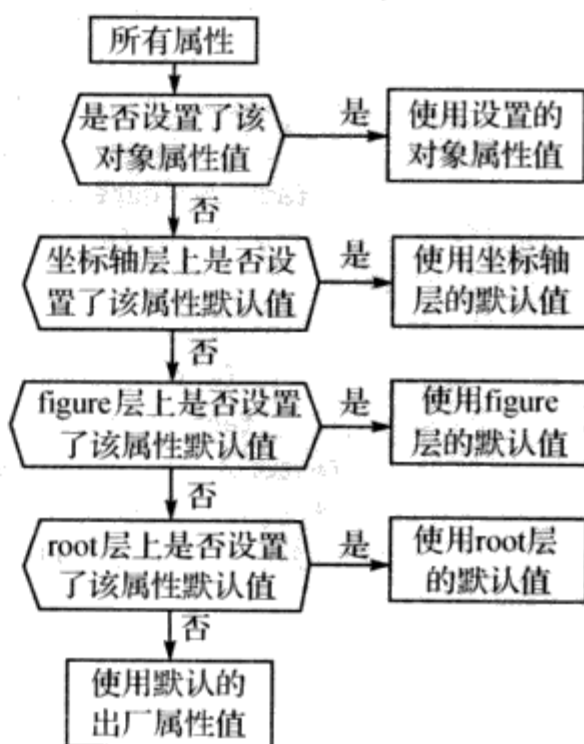 所有属性
是否设置了该
对象属性值
是
使用设置的
对象属性值
否
坐标轴层上是否设
置了该属性默认值
是
使用坐标轴
层的默认值
否
figure层上是否设置
了该属性默认值
是
使用figure
层的默认值
否
root层上是否设置
了该属性默认值
是
使用root层
的默认值
否
使用默认的
出厂属性值